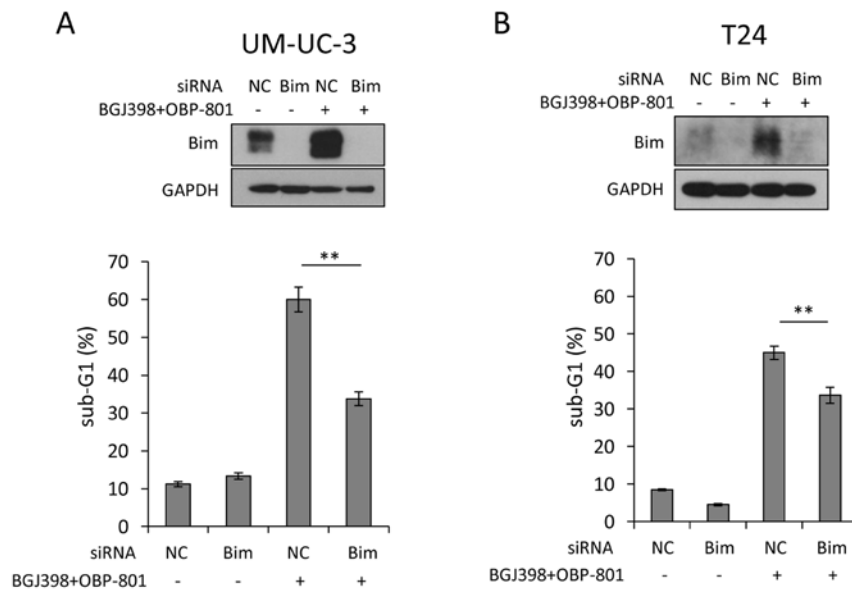 A
UM-UC-3
siRNA NC Bim NC Bim
BGJ398+OBP-801 - - + +
Bim
GAPDH
70
60
50
40
30
20
10
0
sub-G1 (%)
**
siRNA NC Bim NC Bim
BGJ398+OBP-801 - - + +
B
T24
siRNA NC Bim NC Bim
BGJ398+OBP-801 - - + +
Bim
GAPDH
70
60
50
40
30
20
10
0
sub-G1 (%)
**
siRNA NC Bim NC Bim
BGJ398+OBP-801 - - + +